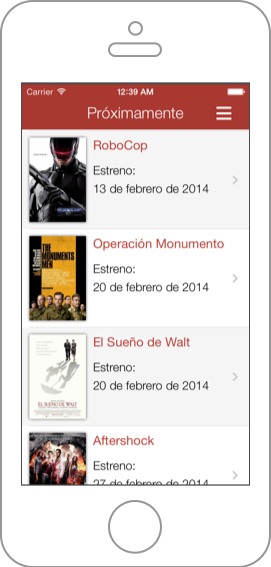 Carrier 12:39 AM
Próximamente
RoboCop
Estreno:
13 de febrero de 2014
Operación Monumento
Estreno:
20 de febrero de 2014
THE
MONUMENTS
MEN
El Sueño de Walt
Estreno:
20 de febrero de 2014
EL SUEÑO DE WALT
Aftershock
Estreno:
27 de febrero de 2014